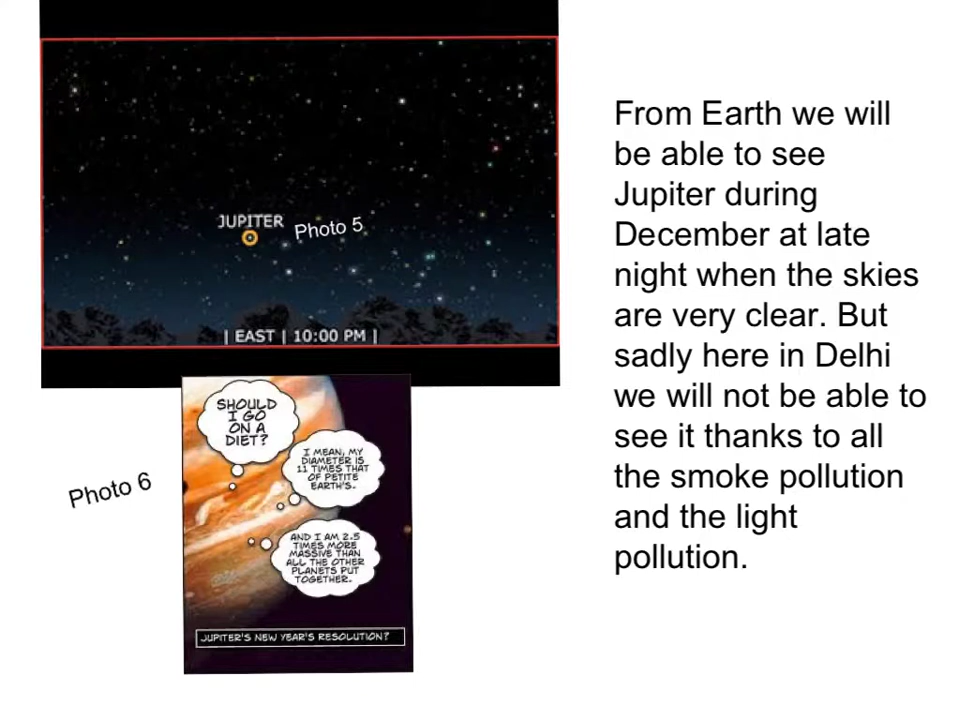 JUPITER
Photo 5
| EAST | 10:00 PM |
SHOULD
I GO
ON A
DIET?
I MEAN, MY
DIAMETER IS
11 TIMES THAT
OF PETITE
EARTH'S.
AND I AM 2.5
TIMES MORE
MASSIVE THAN
ALL THE OTHER
PLANETS PUT
TOGETHER.
JUPITER'S NEW YEAR'S RESOLUTION?
Photo 6
From Earth we will
be able to see
Jupiter during
December at late
night when the skies
are very clear. But
sadly here in Delhi
we will not be able to
see it thanks to all
the smoke pollution
and the light
pollution.